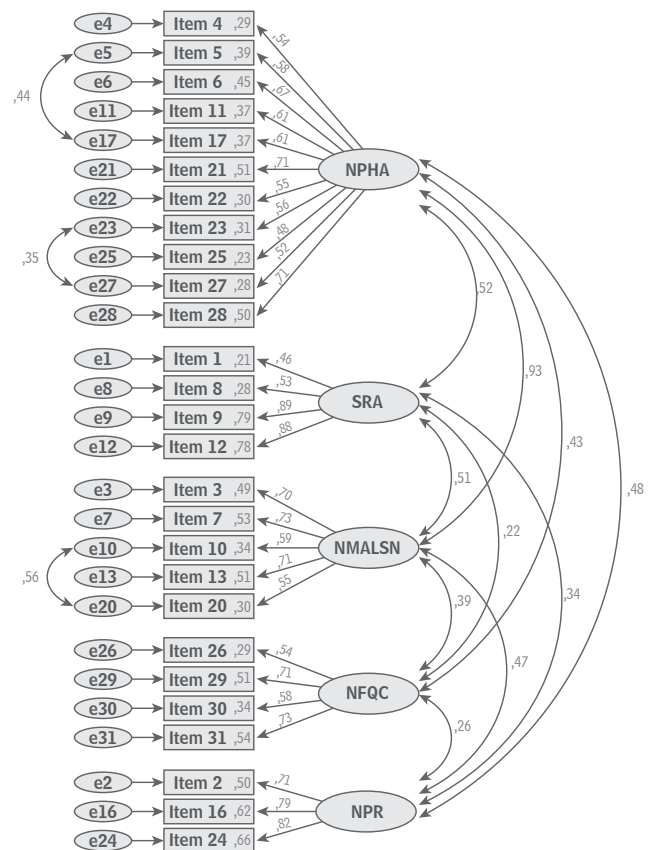 e4 Item 4 ,29 ,54
e5 Item 5 ,39 ,58
e6 Item 6 ,45 ,67
,44
e11 Item 11 ,37 ,61
e17 Item 17 ,37 ,61
e21 Item 21 ,51 ,71 NPHA
e22 Item 22 ,30 ,55
e23 Item 23 ,31 ,56
,35
e25 Item 25 ,23 ,48
e27 Item 27 ,28 ,52
e28 Item 28 ,50 ,71
,52
e1 Item 1 ,21 ,46
,93
e8 Item 8 ,28 ,53
SRA
e9 Item 9 ,79 ,89
e12 Item 12 ,78 ,88
,43
,51
e3 Item 3 ,49 ,70
,48
e7 Item 7 ,53 ,73
,22
e10 Item 10 ,34 ,59 NMALSN
,56
e13 Item 13 ,51 ,71
e20 Item 20 ,30 ,55
,39
,34
e26 Item 26 ,29 ,54
,47
e29 Item 29 ,51 ,71
NFQC
e30 Item 30 ,34 ,58
e31 Item 31 ,54 ,73
,26
e2 Item 2 ,50 ,71
e16 Item 16 ,62 ,79 NPR
e24 Item 24 ,66 ,82